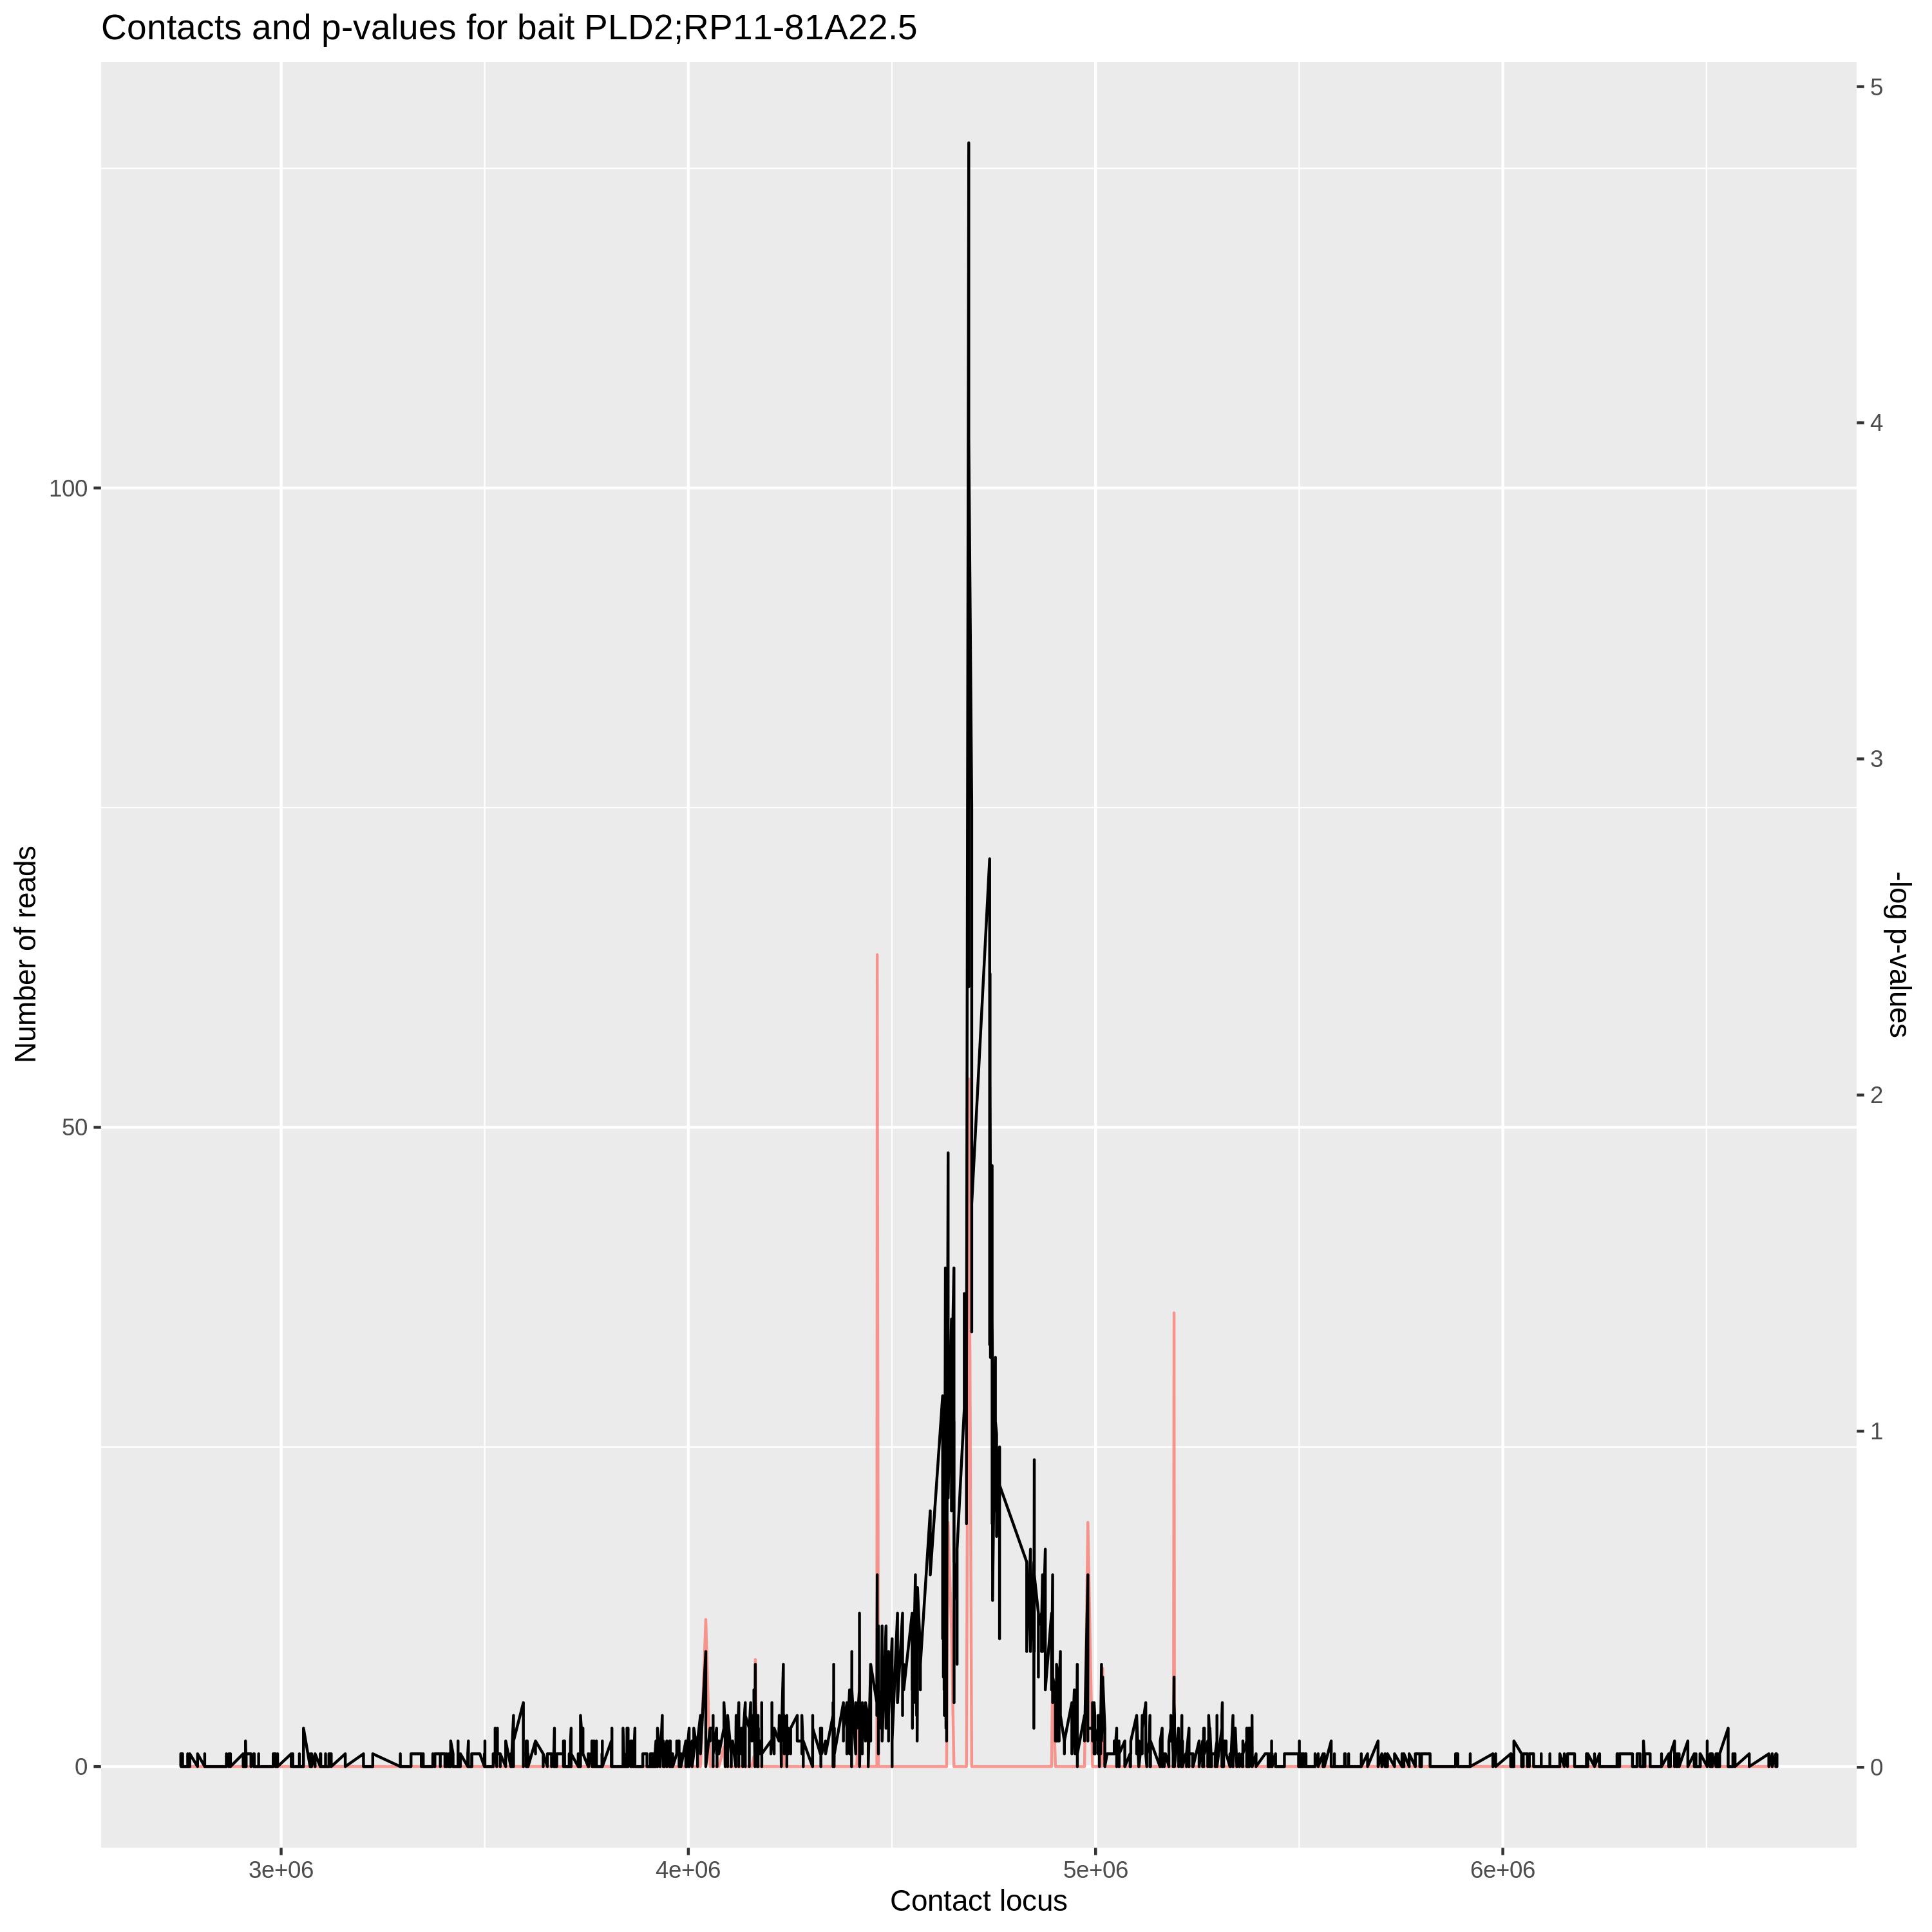 Contacts and p-values for bait PLD2;RP11-81A22.5
Number of reads
100
50
0
5
4
3
2
1
0
-log p-values
3e+06
4e+06
5e+06
6e+06
Contact locus